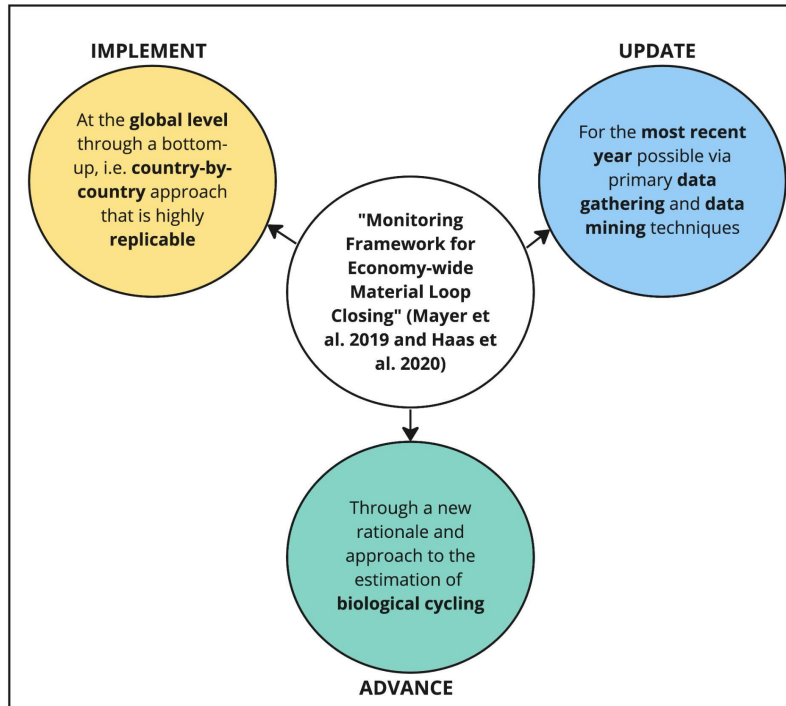 IMPLEMENT
At the global level
through a bottom-
up, i.e. country-by-
country approach
that is highly
replicable
UPDATE
For the most recent
year possible via
primary data
gathering and data
mining techniques
"Monitoring
Framework for
Economy-wide
Material Loop
Closing" (Mayer
et al. 2019 and Haas
et al. 2020)
Through a new
rationale and
approach to the
estimation of
biological cycling
ADVANCE